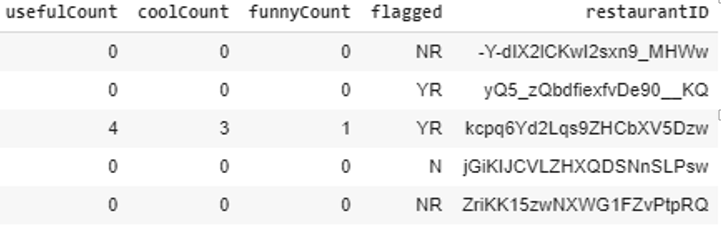 usefulCount coolCount funnyCount flagged restaurantID
0 0 0 NR -Y-dIX2ICKwI2sxn9_MHWw
0 0 0 YR yQ5_zQbdfiexfvDe90__KQ
4 3 1 YR kcpq6Yd2Lqs9ZHCbXV5Dzw
0 0 0 N jGiKIJCVLZHXQDSNnSLPsw
0 0 0 NR ZriKK15zwNXWG1FZvPtpRQ